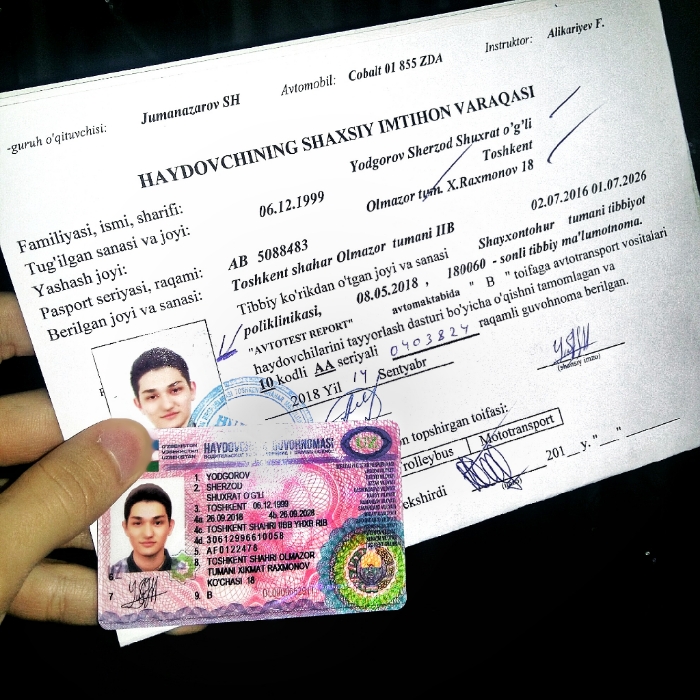 -guruh o'qituvchisi: Jumanazarov SH Avtomobil: Cobalt 01 855 ZDA Instruktor: Alikariyev F.
HAYDOVCHINING SHAXSIY IMTIHON VARAQASI
Familiyasi, ismi, sharifi: Yodgorov Sherzod Shuxrat o'g'li
Tug'ilgan sanasi va joyi: 06.12.1999 Toshkent
Yashash joyi: Olmazor tum. X.Raxmonov 18
Pasport seriyasi, raqami: AB 5088483
Berilgan joyi va sanasi: Toshkent shahar Olmazor tumani IIB 02.07.2016 01.07.2026
Tibbiy ko'rikdan o'tgan joyi va sanasi Shayxontohur tumani tibbiyot
poliklinikasi, 08.05.2018 , 180060 - sonli tibbiy ma'lumotnoma.
"AVTOTEST REPORT" avtomaktabida " B " toifaga avtotransport vositalari
haydovchilarini tayyorlash dasturi bo'yicha o'qishni tamomlagan va
10 kodli AA seriyali 0403824 raqamli guvohnoma berilgan.
2018 Yil 14 Sentyabr
(shaxsiy imzo)
n topshirgan toifasi:
rolleybus Mototransport
ekshirdi 201__y. "__"
HAYDOVCHILIK GUVOHNOMASI
1. YODGOROV
2. SHERZOD
SHUXRAT O'G'LI
3. TOSHKENT 06.12.1999
4a. 26.09.2018 4b. 26.09.2028
4c. TOSHKENT SHAHRI IIBB YHXB RIB
4d. 30612996610058
5. AF0122478
8. TOSHKENT SHAHRI OLMAZOR
TUMANI XIKMAT RAXMONOV
KO'CHASI 18
6.
7.
9. B